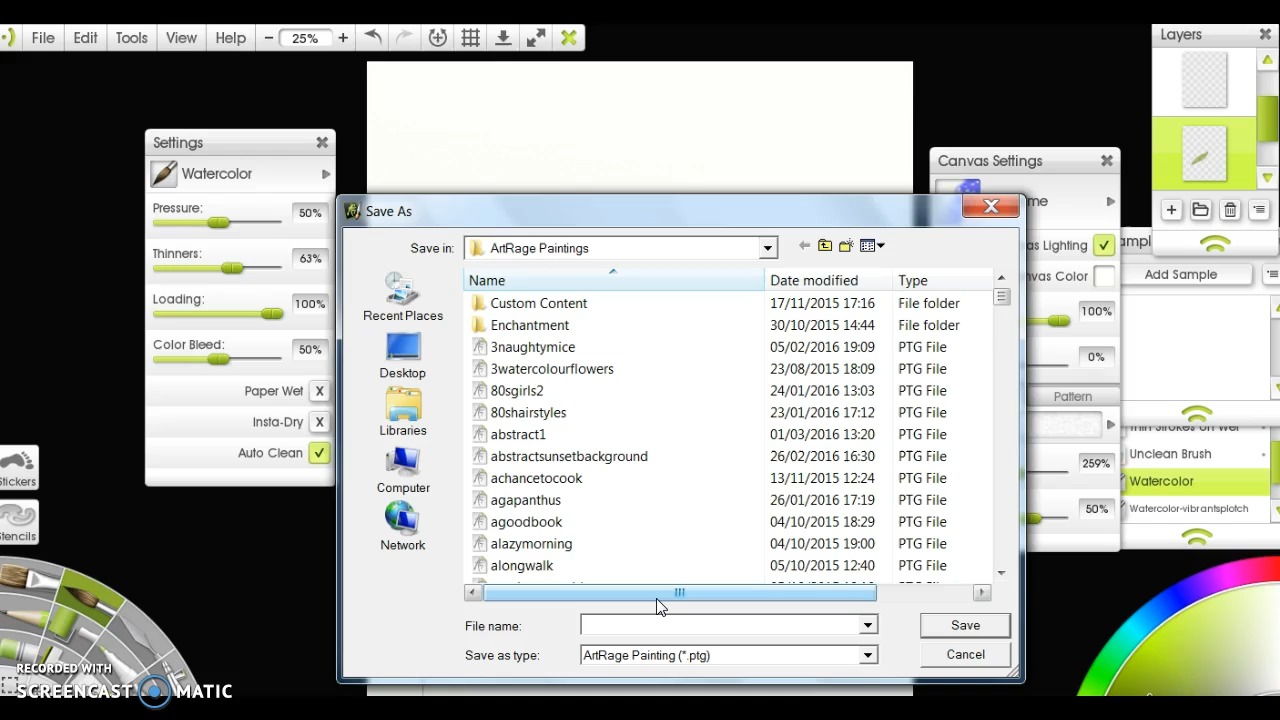 File Edit Tools View Help − 25% +
Layers
Settings
Watercolor
Pressure: 50%
Thinners: 63%
Loading: 100%
Color Bleed: 50%
Paper Wet X
Insta-Dry X
Auto Clean
Stickers
tencils
RECORDED WITH
SCREENCAST MATIC
Save As
Save in: ArtRage Paintings
Recent Places
Desktop
Libraries
Computer
Network
Name Date modified Type
Custom Content 17/11/2015 17:16 File folder
Enchantment 30/10/2015 14:44 File folder
3naughtymice 05/02/2016 19:09 PTG File
3watercolourflowers 23/08/2015 18:09 PTG File
80sgirls2 24/01/2016 13:03 PTG File
80shairstyles 23/01/2016 17:12 PTG File
abstract1 01/03/2016 13:20 PTG File
abstractsunsetbackground 26/02/2016 16:30 PTG File
achancetocook 13/11/2015 12:24 PTG File
agapanthus 26/01/2016 17:19 PTG File
agoodbook 04/10/2015 18:29 PTG File
alazymorning 04/10/2015 19:00 PTG File
alongwalk 05/10/2015 12:40 PTG File
File name: Save
Save as type: ArtRage Painting (*.ptg) Cancel
Canvas Settings
me
as Lighting
vas Color
100%
0%
Pattern
259%
50%
ampl
Add Sample
Unclean Brush
Watercolor
Watercolor-vibrantsplotch